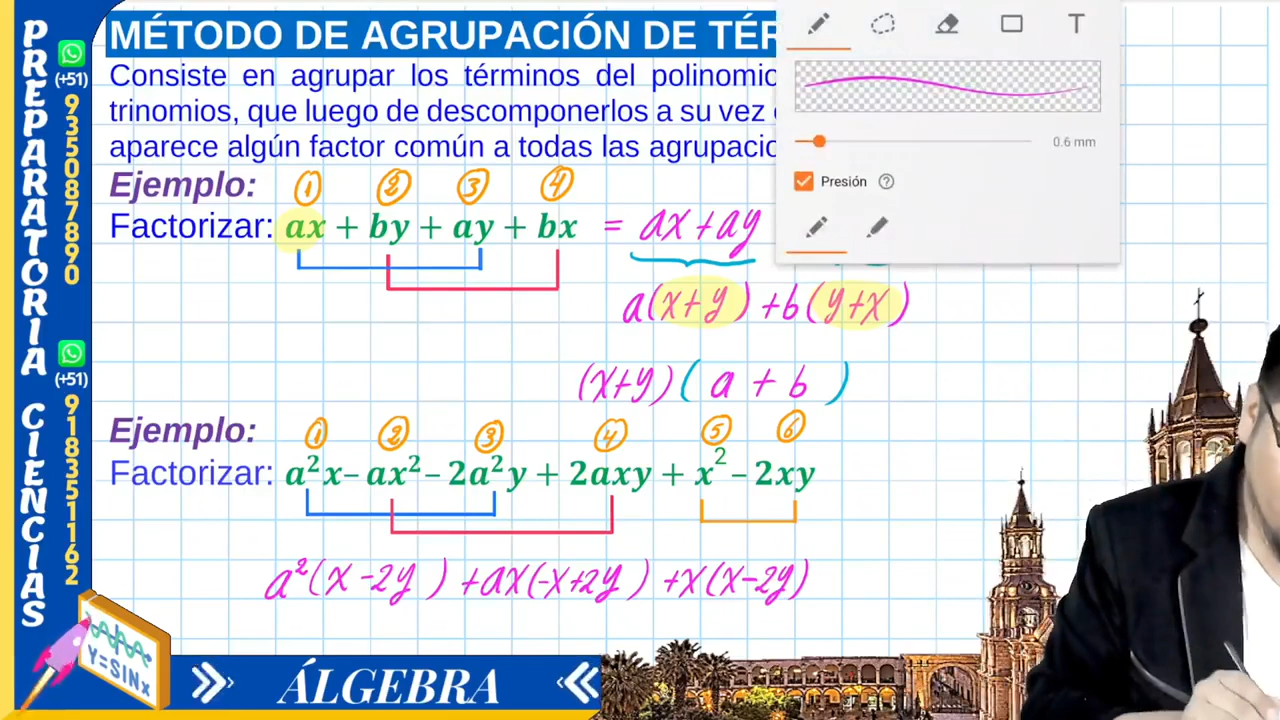 MÉTODO DE AGRUPACIÓN DE TÉR
Consiste en agrupar los términos del polinomio
trinomios, que luego de descomponerlos a su vez
aparece algún factor común a todas las agrupacio
Ejemplo:
① ② ③ ④
Factorizar: ax + by + ay + bx = ax+ay
a(x+y)+b(y+x)
(x+y)( a + b )
Ejemplo:
① ② ③ ④ ⑤ ⑥
Factorizar: a²x – ax² – 2a²y + 2axy + x² – 2xy
a²(x-2y) +ax(-x+2y) +x(x-2y)
0.6 mm
Presión
T
PREPARATORIA CIENCIAS
(+51)
935087890
(+51)
918351162
Y=SINx
ÁLGEBRA